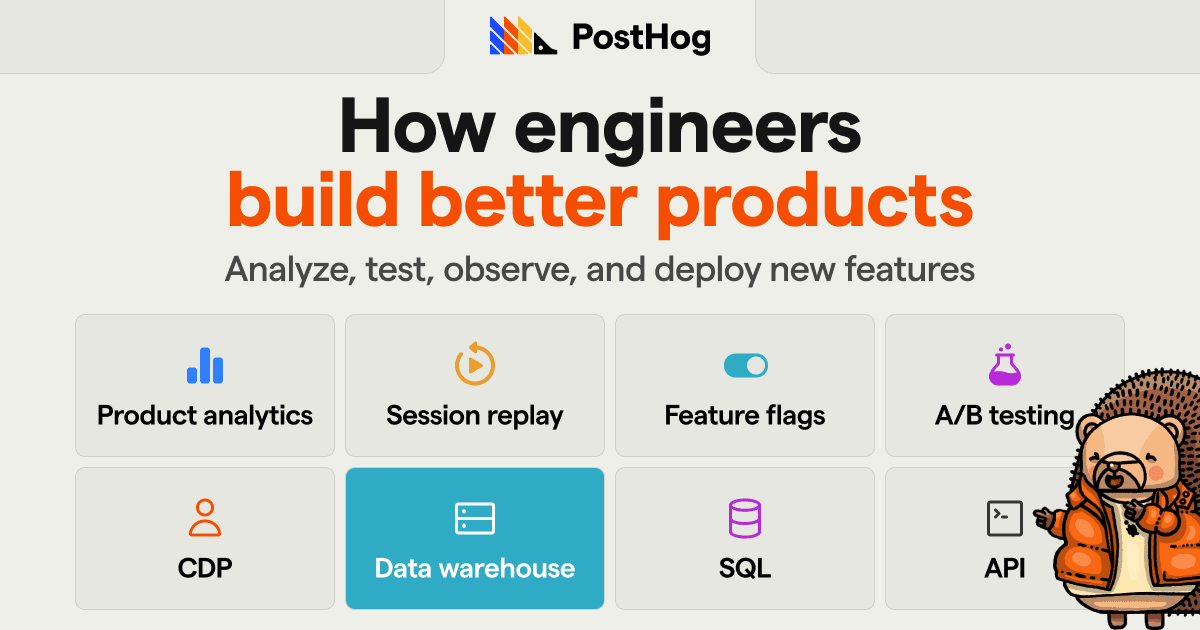 PostHog
How engineers
build better products
Analyze, test, observe, and deploy new features
Product analytics
Session replay
Feature flags
A/B testing
CDP
Data warehouse
SQL
API